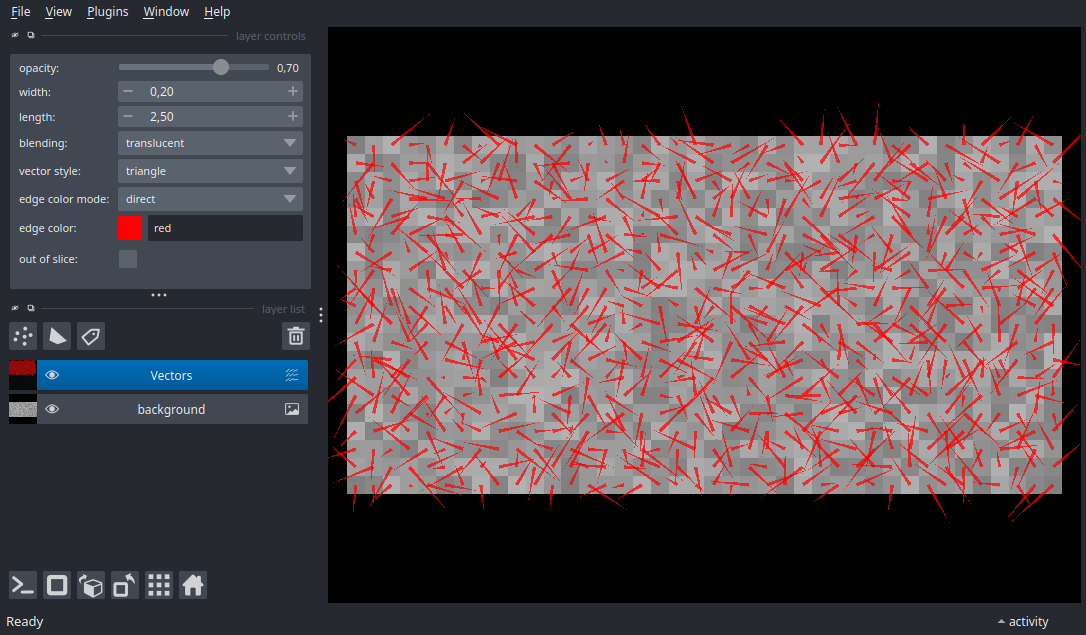 File View Plugins Window Help
layer controls
opacity: 0,70
width: 0,20
length: 2,50
blending: translucent
vector style: triangle
edge color mode: direct
edge color: red
out of slice:
layer list
Vectors
background
Ready activity